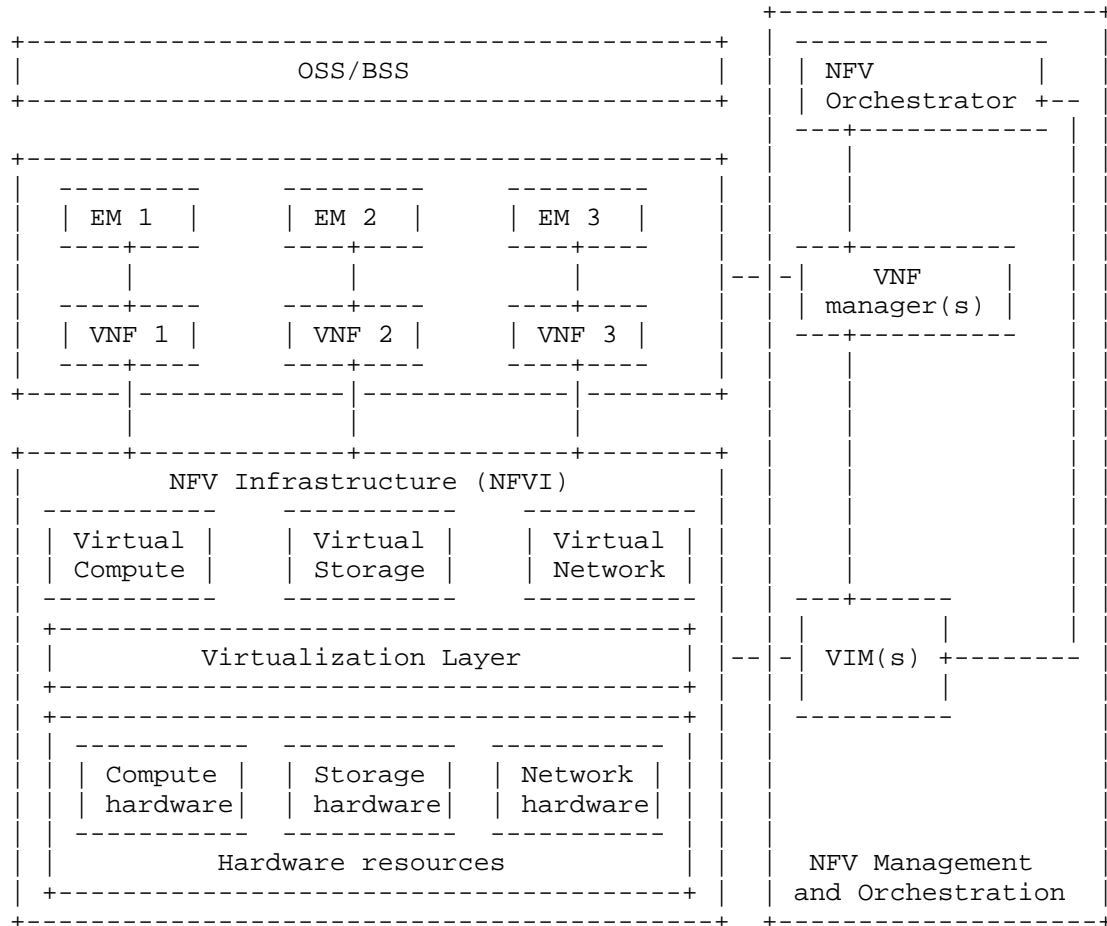 OSS/BSS
NFV
Orchestrator
EM 1
EM 2
EM 3
VNF
manager(s)
VNF 1
VNF 2
VNF 3
NFV Infrastructure (NFVI)
Virtual
Compute
Virtual
Storage
Virtual
Network
Virtualization Layer
VIM(s)
Compute
hardware
Storage
hardware
Network
hardware
Hardware resources
NFV Management
and Orchestration